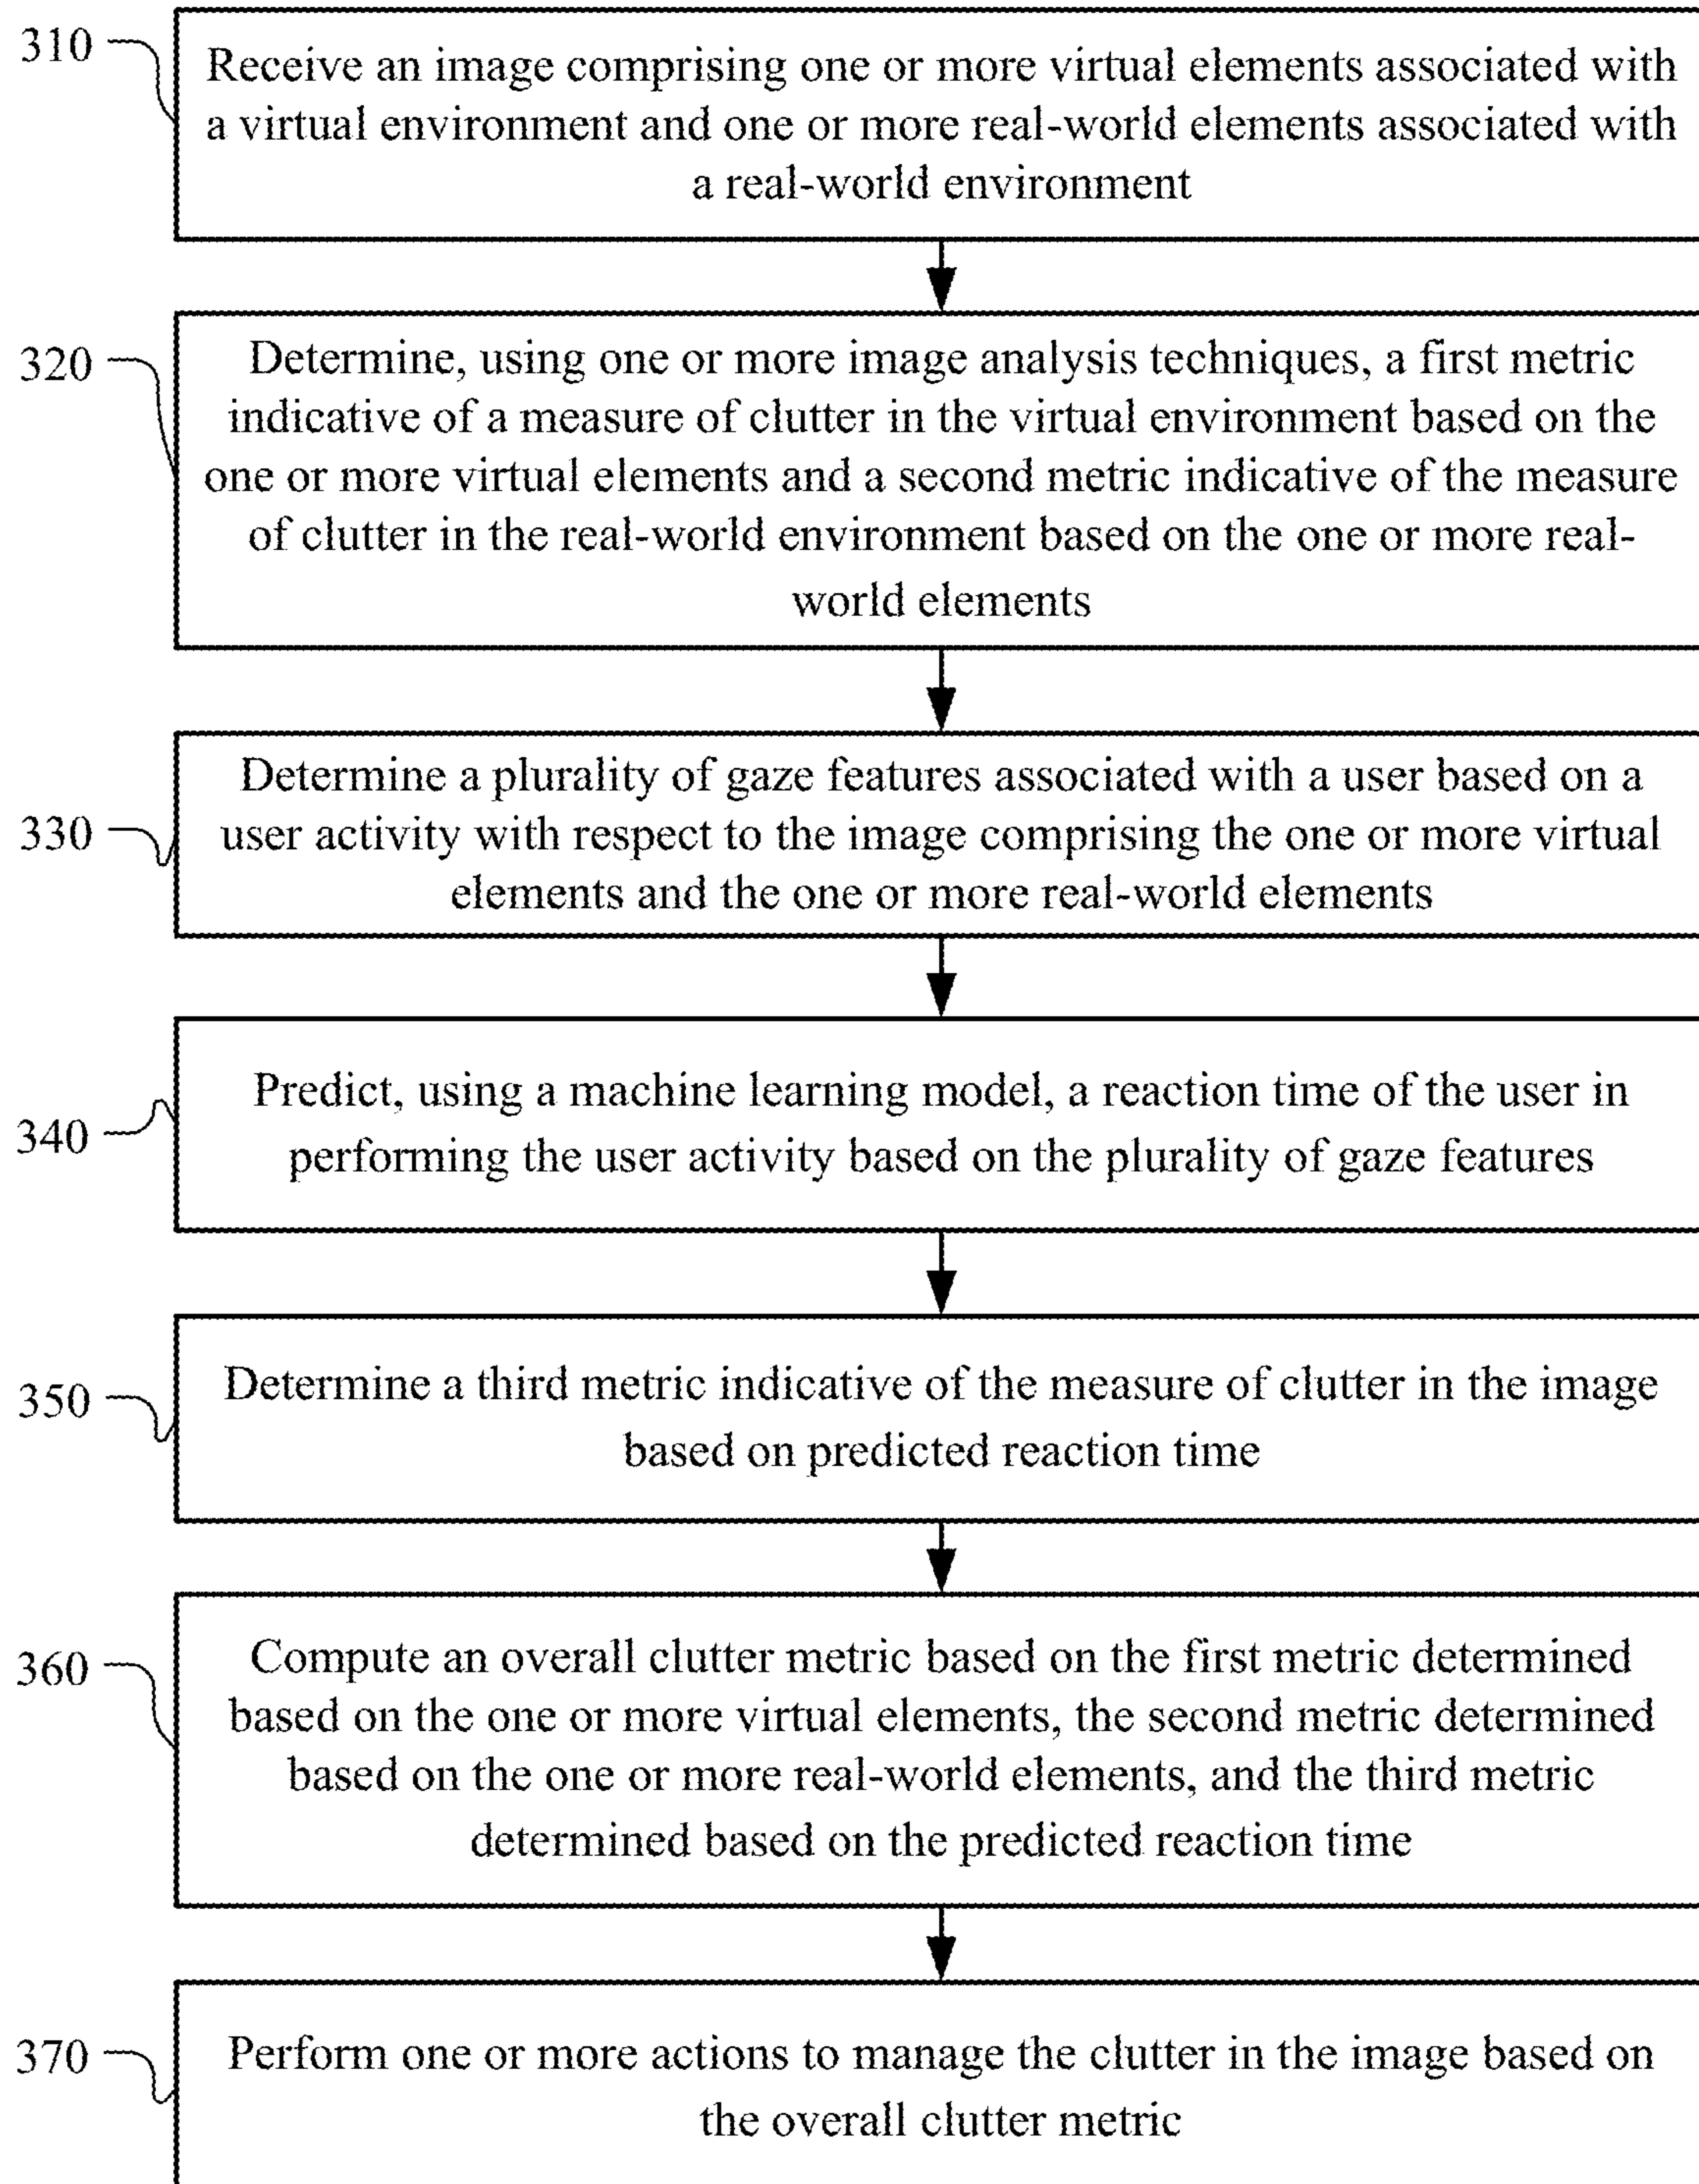 310
Receive an image comprising one or more virtual elements associated with
a virtual environment and one or more real-world elements associated with
a real-world environment
320
Determine, using one or more image analysis techniques, a first metric
indicative of a measure of clutter in the virtual environment based on the
one or more virtual elements and a second metric indicative of the measure
of clutter in the real-world environment based on the one or more real-
world elements
330
Determine a plurality of gaze features associated with a user based on a
user activity with respect to the image comprising the one or more virtual
elements and the one or more real-world elements
340
Predict, using a machine learning model, a reaction time of the user in
performing the user activity based on the plurality of gaze features
350
Determine a third metric indicative of the measure of clutter in the image
based on predicted reaction time
360
Compute an overall clutter metric based on the first metric determined
based on the one or more virtual elements, the second metric determined
based on the one or more real-world elements, and the third metric
determined based on the predicted reaction time
370
Perform one or more actions to manage the clutter in the image based on
the overall clutter metric